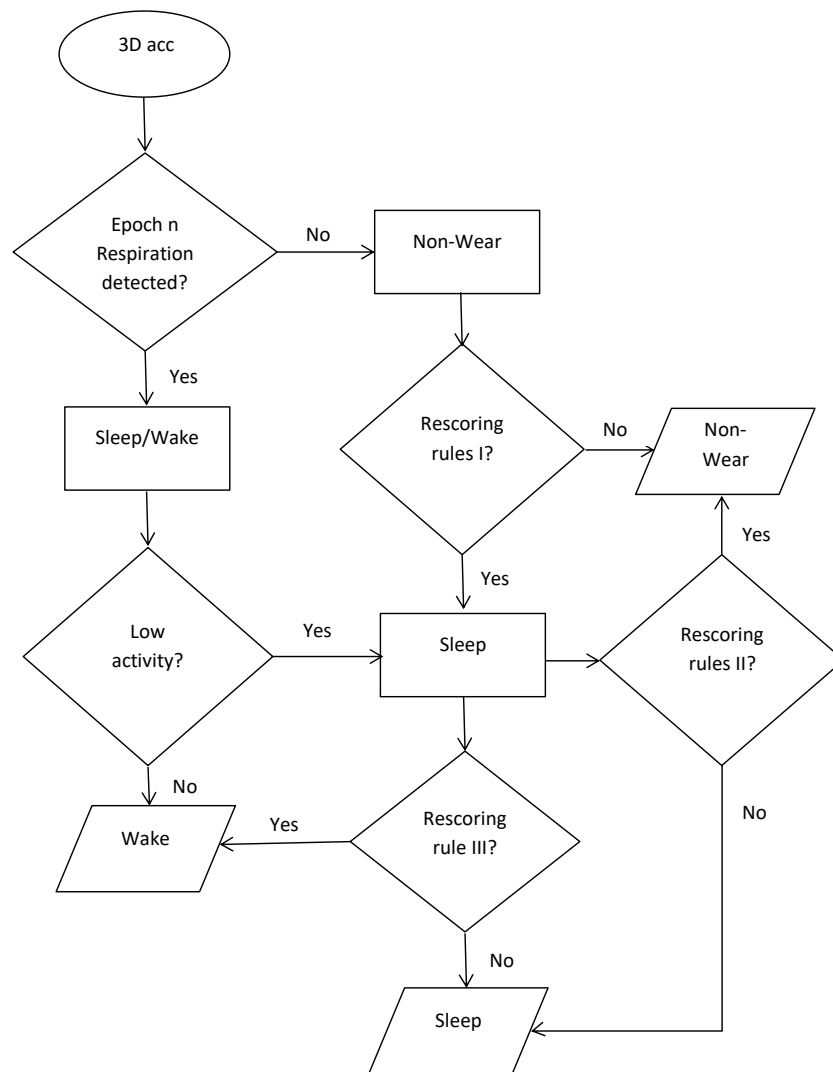 3D acc
Epoch n
Respiration
detected?
No
Non-Wear
Yes
Sleep/Wake
Rescoring
rules I?
No
Non-
Wear
Yes
Yes
Low
activity?
Yes
Sleep
Rescoring
rules II?
No
Wake
Yes
Rescoring
rule III?
No
No
Sleep